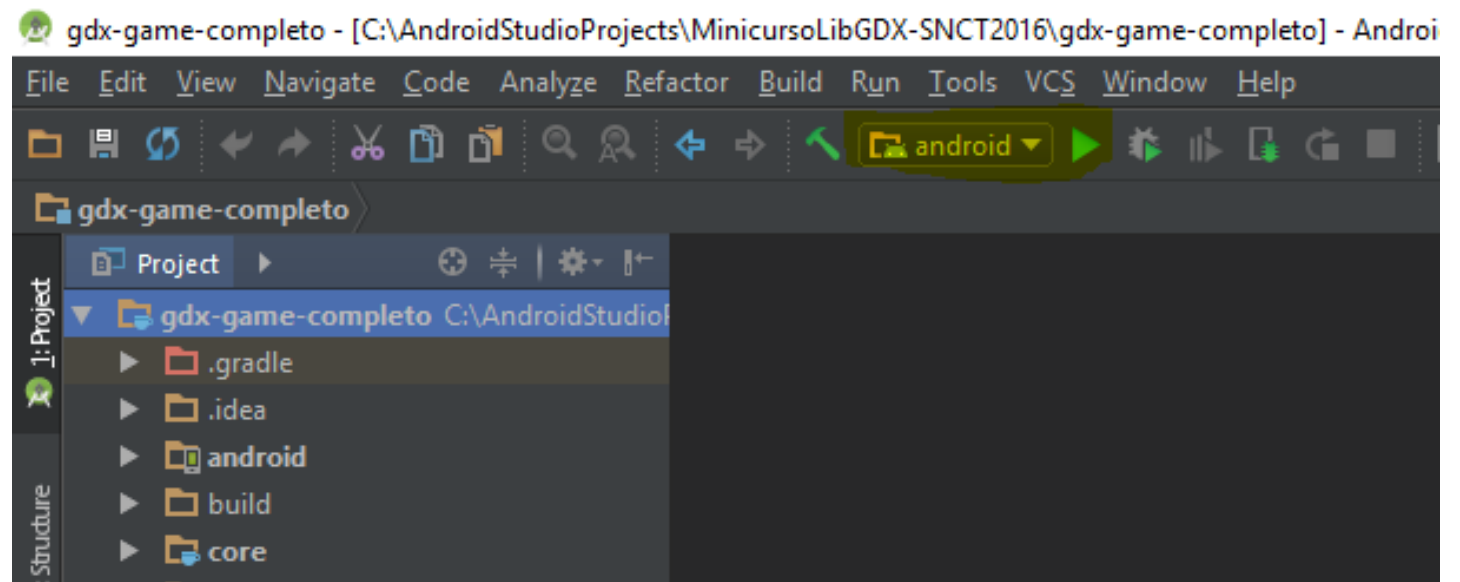 gdx-game-completo - [C:\AndroidStudioProjects\MinicursoLibGDX-SNCT2016\gdx-game-completo] - Androi
File Edit View Navigate Code Analyze Refactor Build Run Tools VCS Window Help
android
gdx-game-completo
Project
1: Project
gdx-game-completo C:\AndroidStudioP
.gradle
.idea
android
build
core
Structure